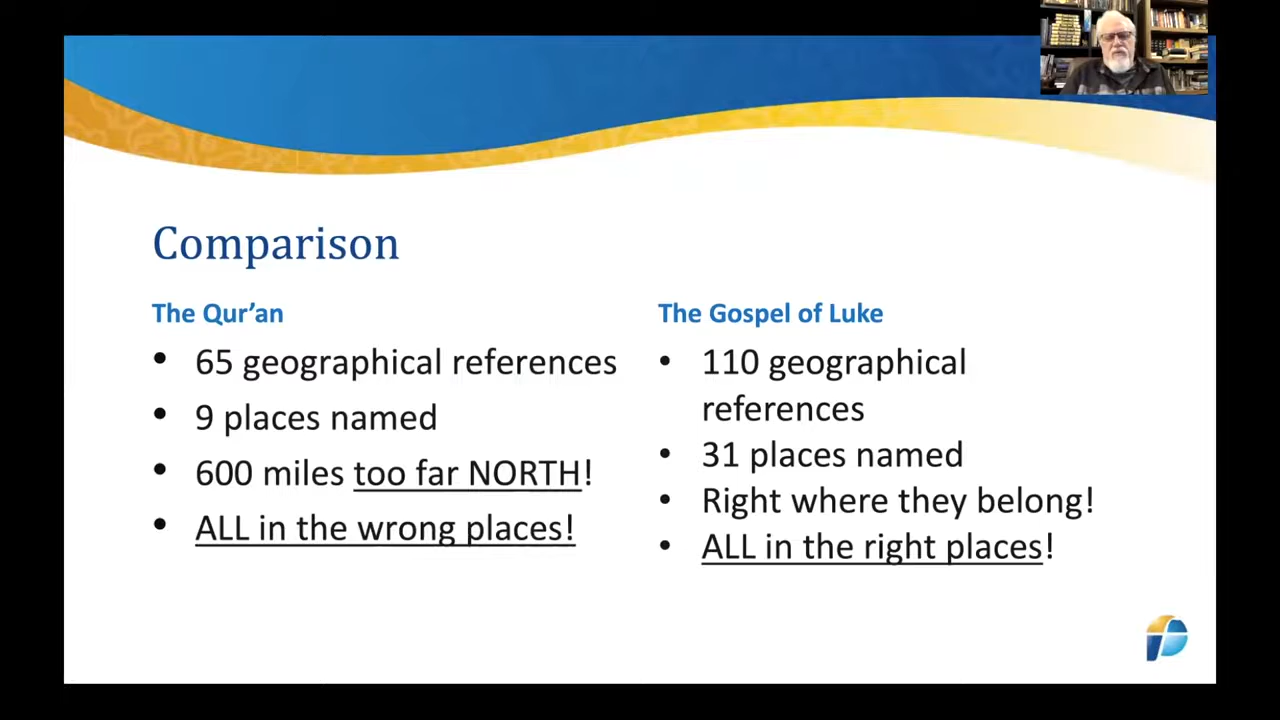 Comparison
The Qur'an
• 65 geographical references
• 9 places named
• 600 miles too far NORTH!
• ALL in the wrong places!
The Gospel of Luke
• 110 geographical
references
• 31 places named
• Right where they belong!
• ALL in the right places!